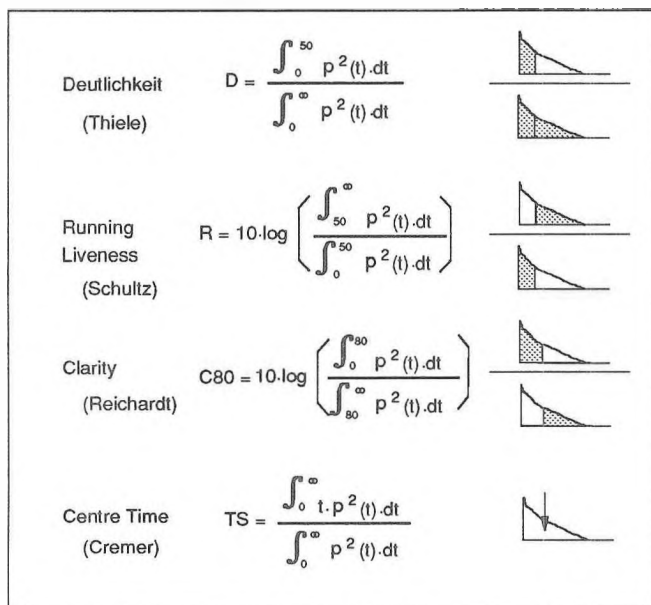 Deutlichkeit
(Thiele)
D = ∫₀⁵⁰ p²(t)·dt / ∫₀^∞ p²(t)·dt
Running
Liveness
(Schultz)
R = 10·log ( ∫₅₀^∞ p²(t)·dt / ∫₀⁵⁰ p²(t)·dt )
Clarity
(Reichardt)
C80 = 10·log ( ∫₀⁸⁰ p²(t)·dt / ∫₈₀^∞ p²(t)·dt )
Centre Time
(Cremer)
TS = ∫₀^∞ t·p²(t)·dt / ∫₀^∞ p²(t)·dt